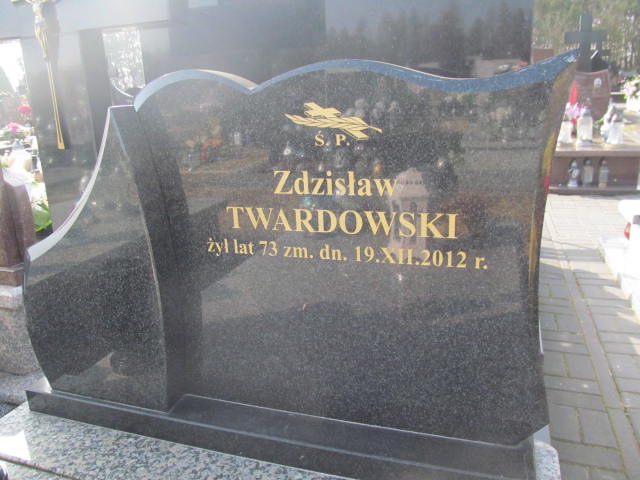 Ś. P.
Zdzisław
TWARDOWSKI
żył lat 73 zm. dn. 19.XII.2012 r.